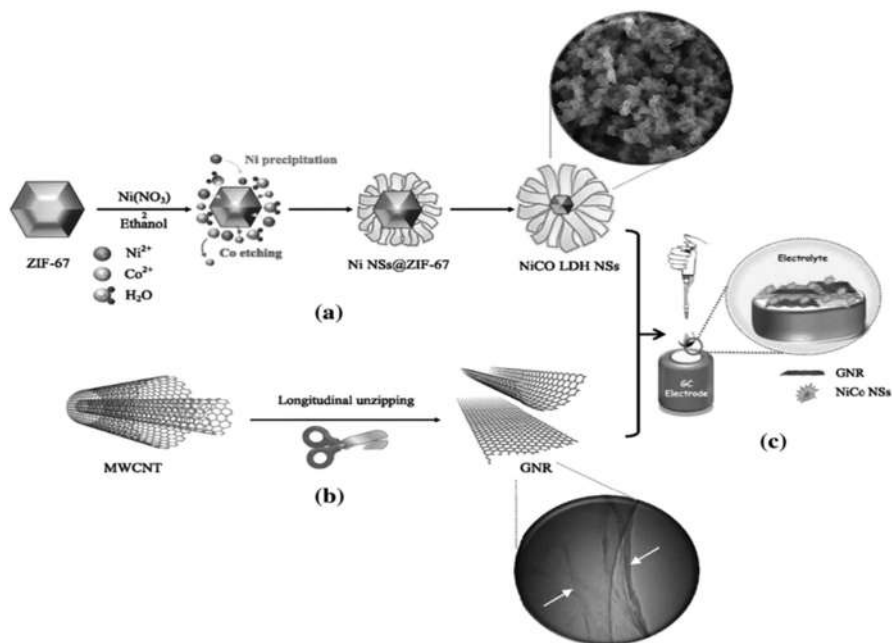 Ni precipitation
Ni(NO₃)
2
Ethanol
Ni²⁺
Co²⁺
H₂O
Co etching
ZIF-67
Ni NSs@ZIF-67
NiCO LDH NSs
(a)
Electrolyte
GC
Electrode
GNR
NiCo NSs
(c)
Longitudinal unzipping
MWCNT
GNR
(b)